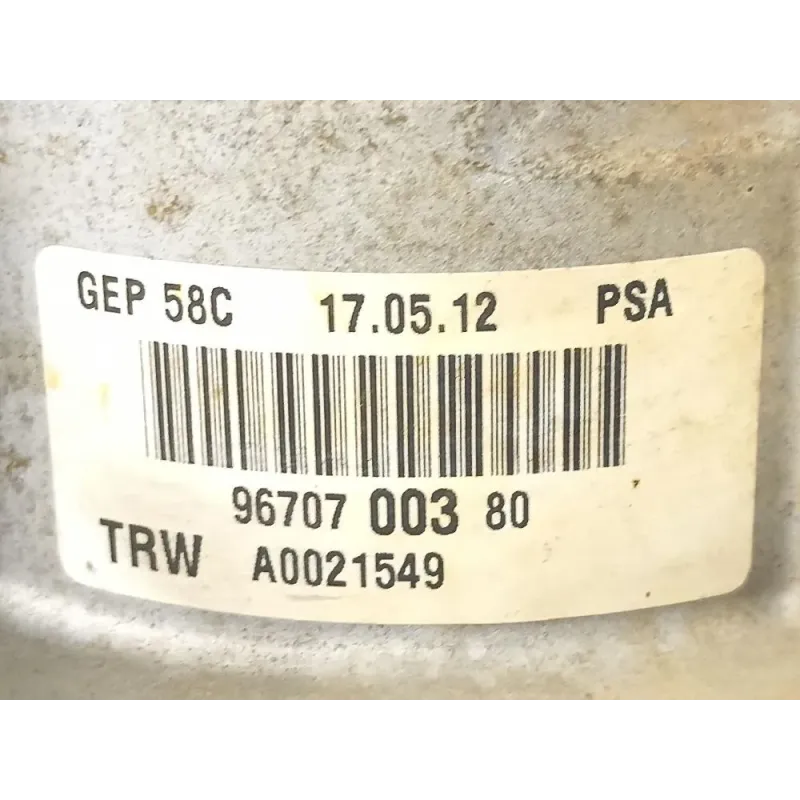 GEP 58C 17.05.12 PSA
96707 003 80
TRW A0021549